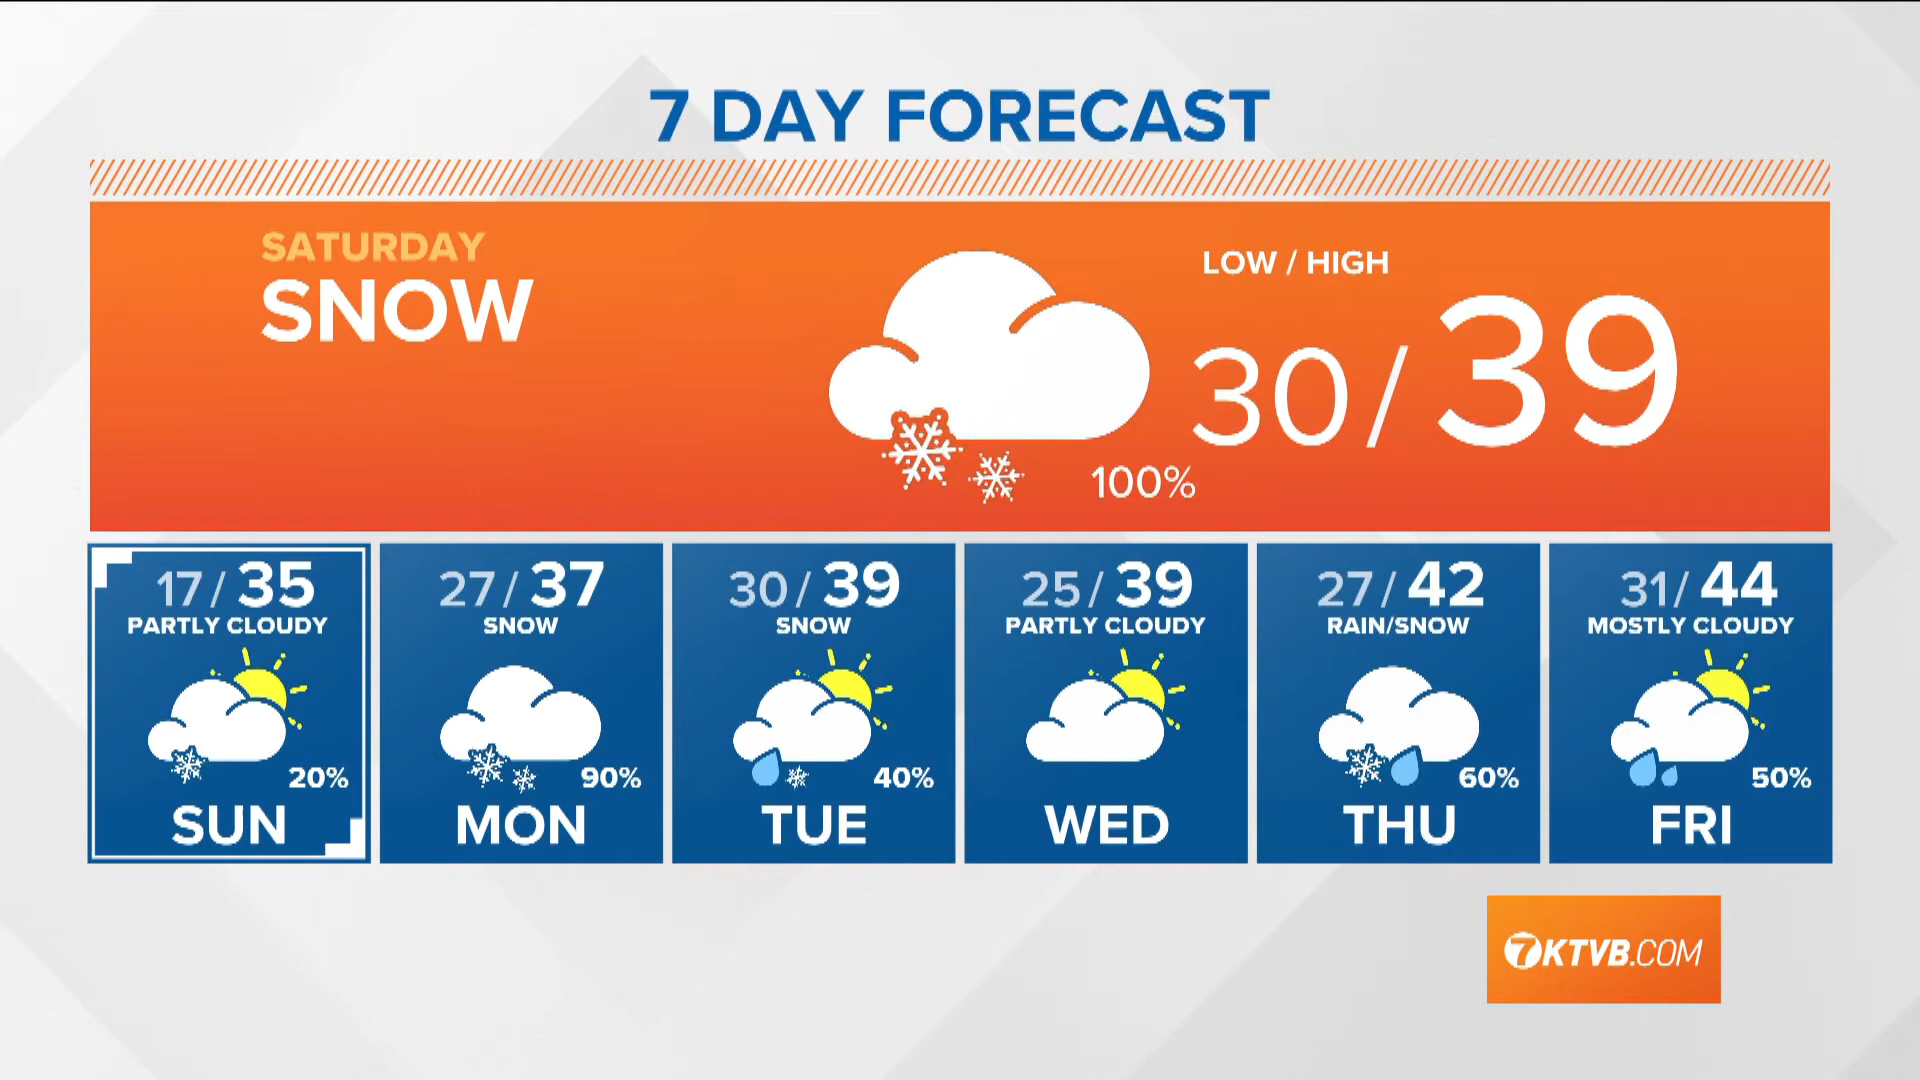 7 DAY FORECAST
SATURDAY
SNOW
LOW / HIGH
30/39
100%
17/35
PARTLY CLOUDY
20%
SUN
27/37
SNOW
90%
MON
30/39
SNOW
40%
TUE
25/39
PARTLY CLOUDY
WED
27/42
RAIN/SNOW
60%
THU
31/44
MOSTLY CLOUDY
50%
FRI
7KTVB.COM